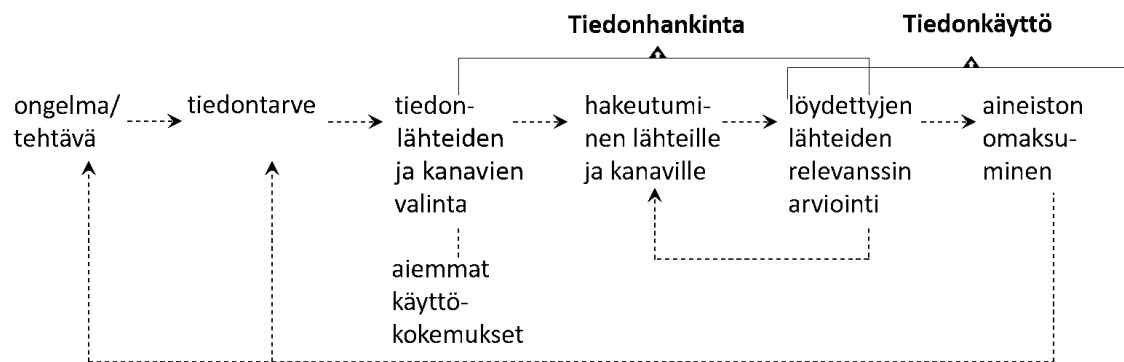 Tiedonhankinta
Tiedonkäyttö
ongelma/
tehtävä
tiedontarve
tiedon-
lähteiden
ja kanavien
valinta
aiemmat
käyttö-
kokemukset
hakeutumi-
nen lähteille
ja kanaville
löydettyjen
lähteiden
relevanssin
arviointi
aineiston
omaksu-
minen